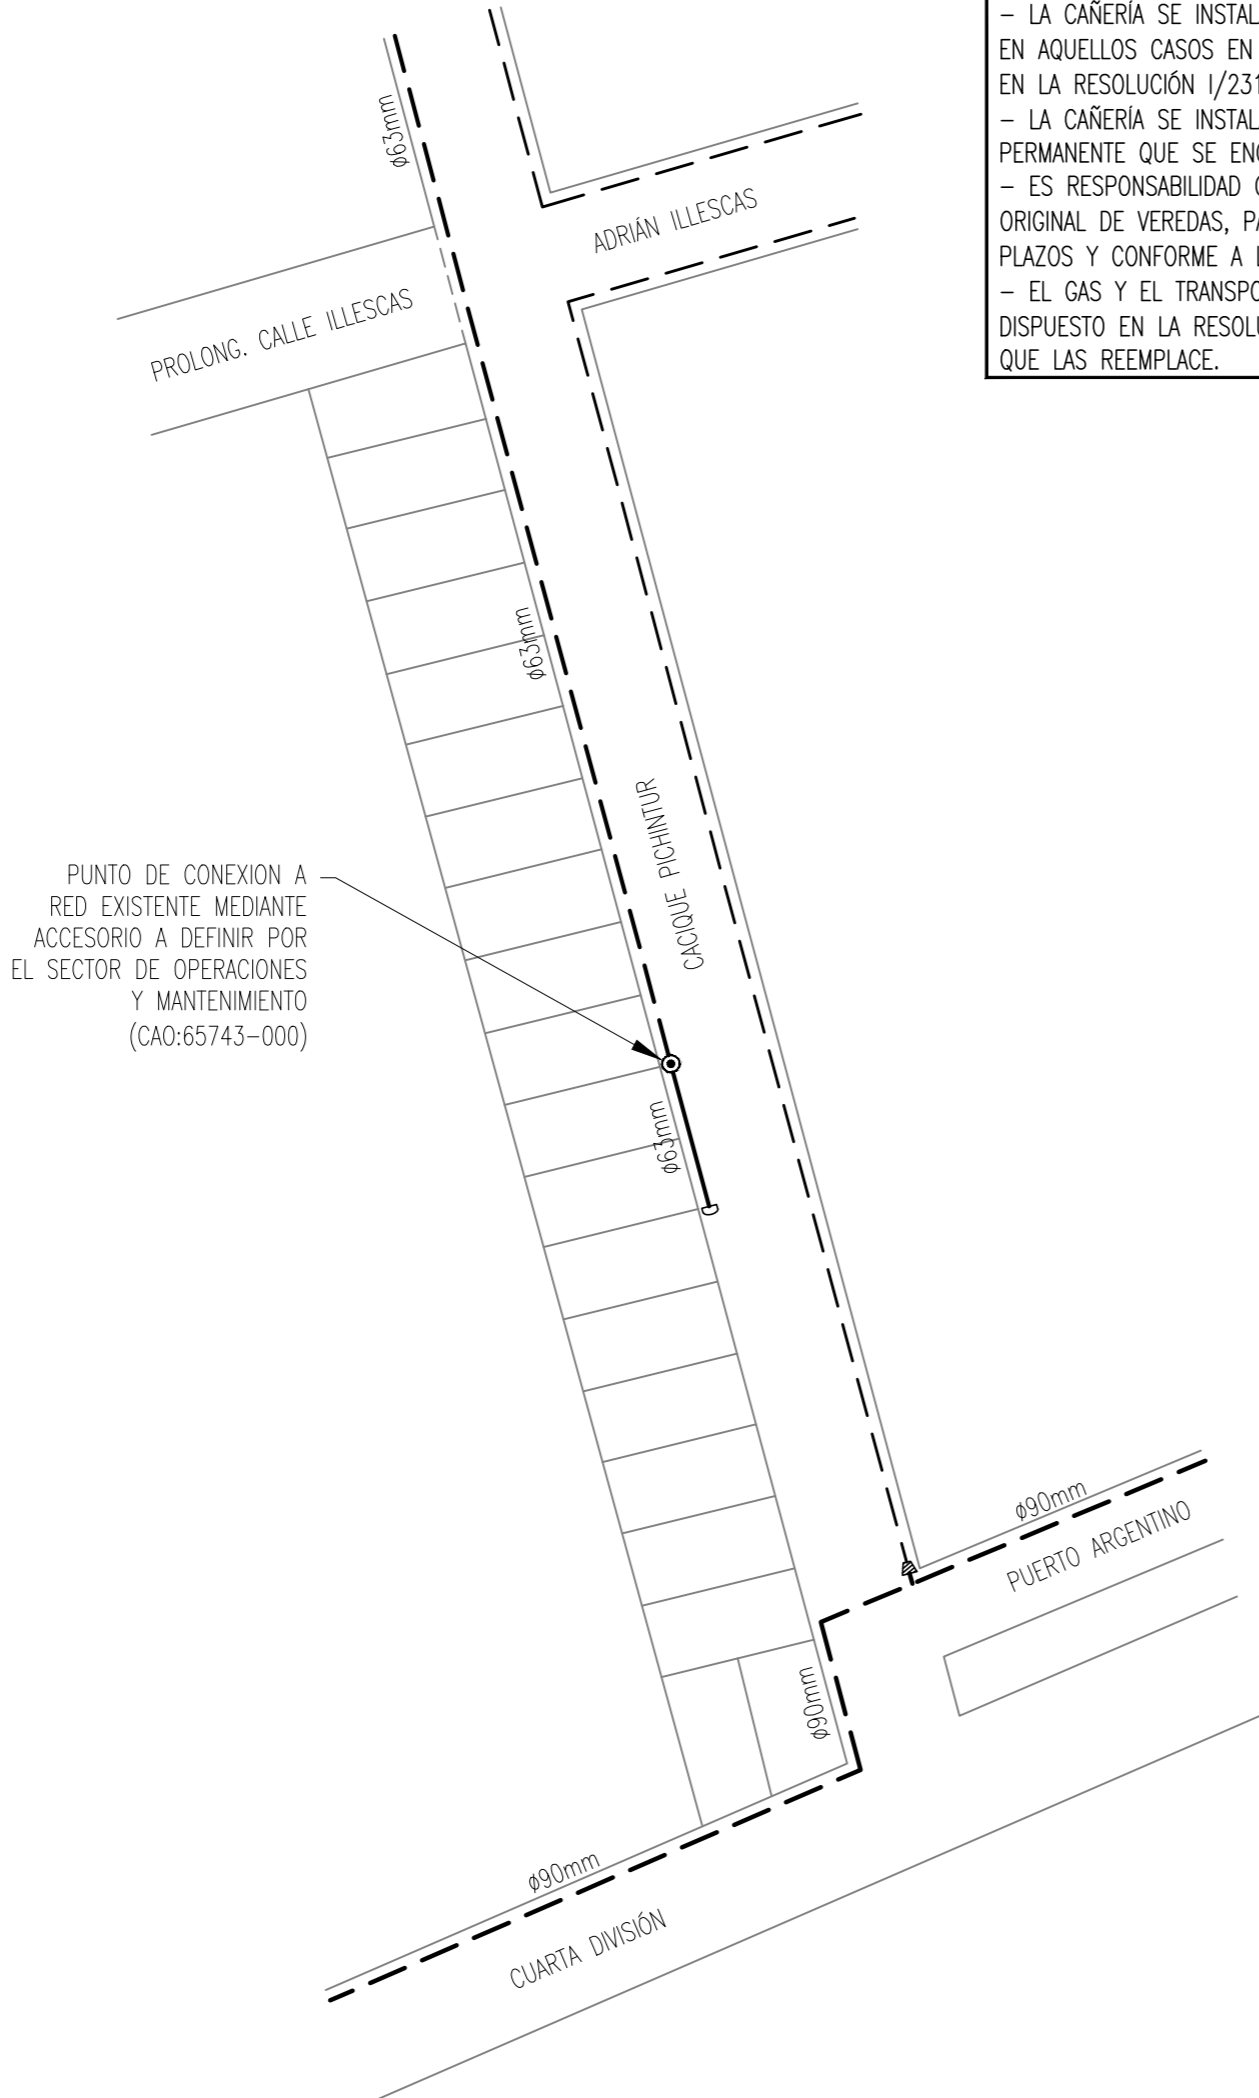 – LA CAÑERÍA SE INSTAL
EN AQUELLOS CASOS EN
EN LA RESOLUCIÓN I/231
– LA CAÑERÍA SE INSTAL
PERMANENTE QUE SE EN
– ES RESPONSABILIDAD
ORIGINAL DE VEREDAS, PA
PLAZOS Y CONFORME A
– EL GAS Y EL TRANSPO
DISPUESTO EN LA RESOLU
QUE LAS REEMPLACE.
ø63mm
ADRIÁN ILLESCAS
PROLONG. CALLE ILLESCAS
ø63mm
CACIQUE PICHINTUR
PUNTO DE CONEXION A
RED EXISTENTE MEDIANTE
ACCESORIO A DEFINIR POR
EL SECTOR DE OPERACIONES
Y MANTENIMIENTO
(CAO:65743-000)
ø63mm
ø90mm
PUERTO ARGENTINO
ø90mm
ø90mm
CUARTA DIVISIÓN